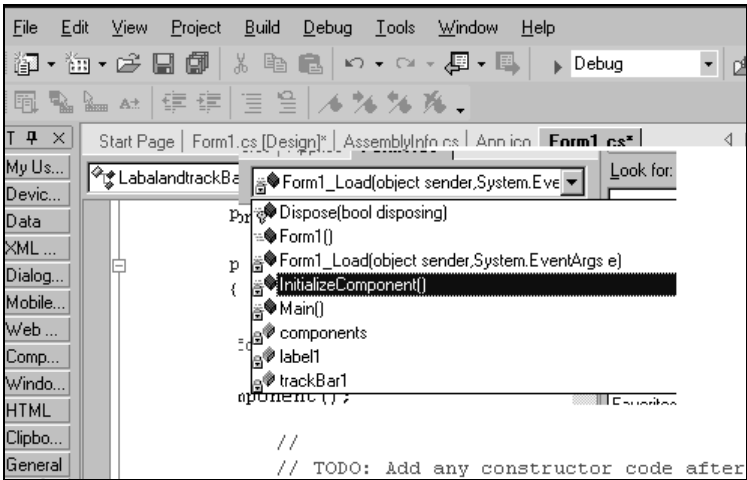 File Edit View Project Build Debug Tools Window Help
Debug
T
Start Page Form1.cs [Design]* AssemblyInfo.cs App.ico Form1.cs*
My Us...
LabalandtrackBa
Form1_Load(object sender,System.Eve
Look for:
Devic...
Data
Dispose(bool disposing)
XML ...
Form1()
Form1_Load(object sender,System.EventArgs e)
Dialog...
{
InitializeComponent()
Mobile...
Main()
Web ...
components
Comp...
label1
Windo...
trackBar1
HTML
mponent();
Favorites
Clipbo...
//
General
// TODO: Add any constructor code after